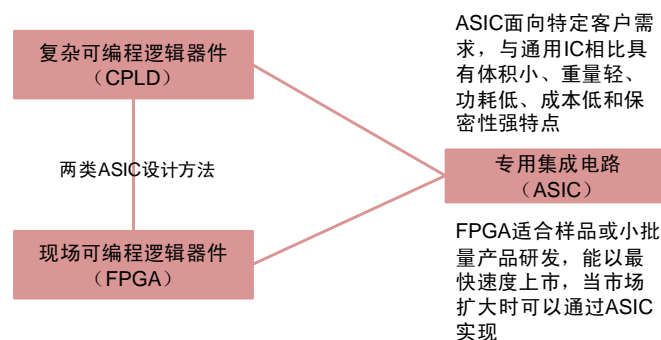 复杂可编程逻辑器件
（CPLD）
两类ASIC设计方法
现场可编程逻辑器件
（FPGA）
ASIC面向特定客户需
求，与通用IC相比具
有体积小、重量轻、
功耗低、成本低和保
密性强特点
专用集成电路
（ASIC）
FPGA适合样品或小批
量产品研发，能以最
快速度上市，当市场
扩大时可以通过ASIC
实现